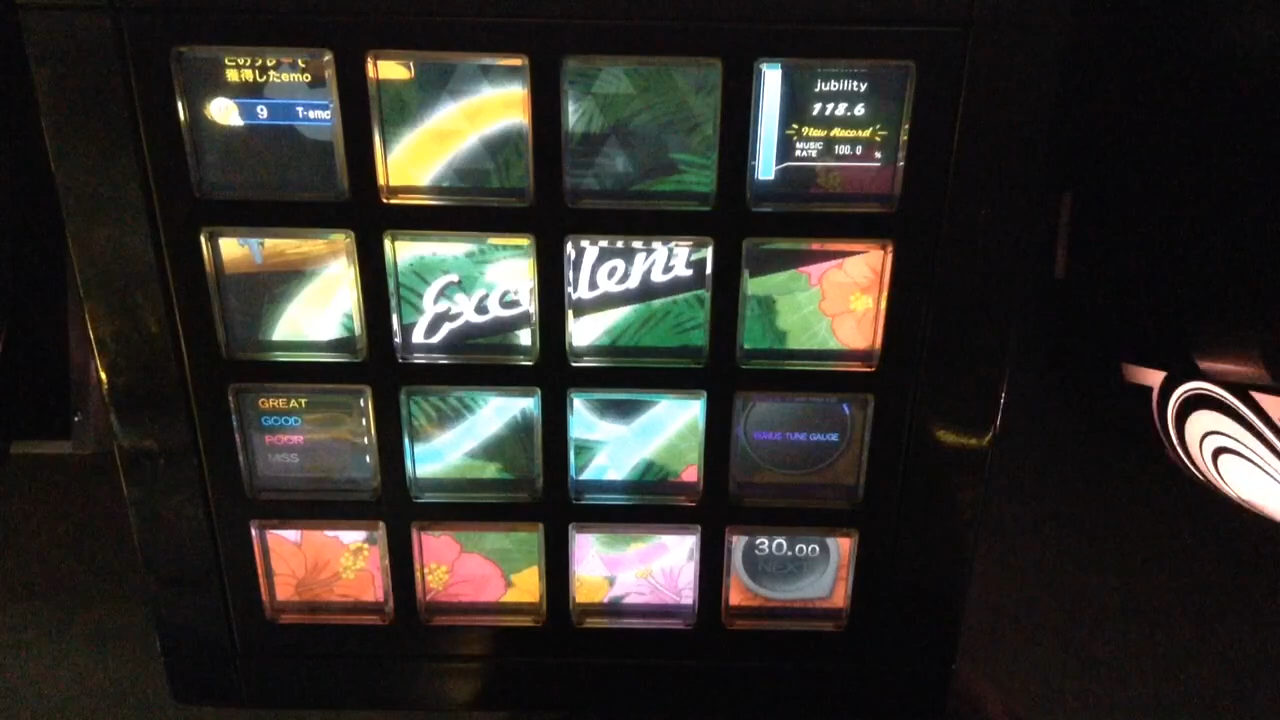 獲得したemo
9 T-emo
jubility
118.6
New Record
MUSIC RATE 100.0 %
Excellent
GREAT
GOOD
POOR
MISS
BONUS TUNE GAUGE
30.00
NEXT